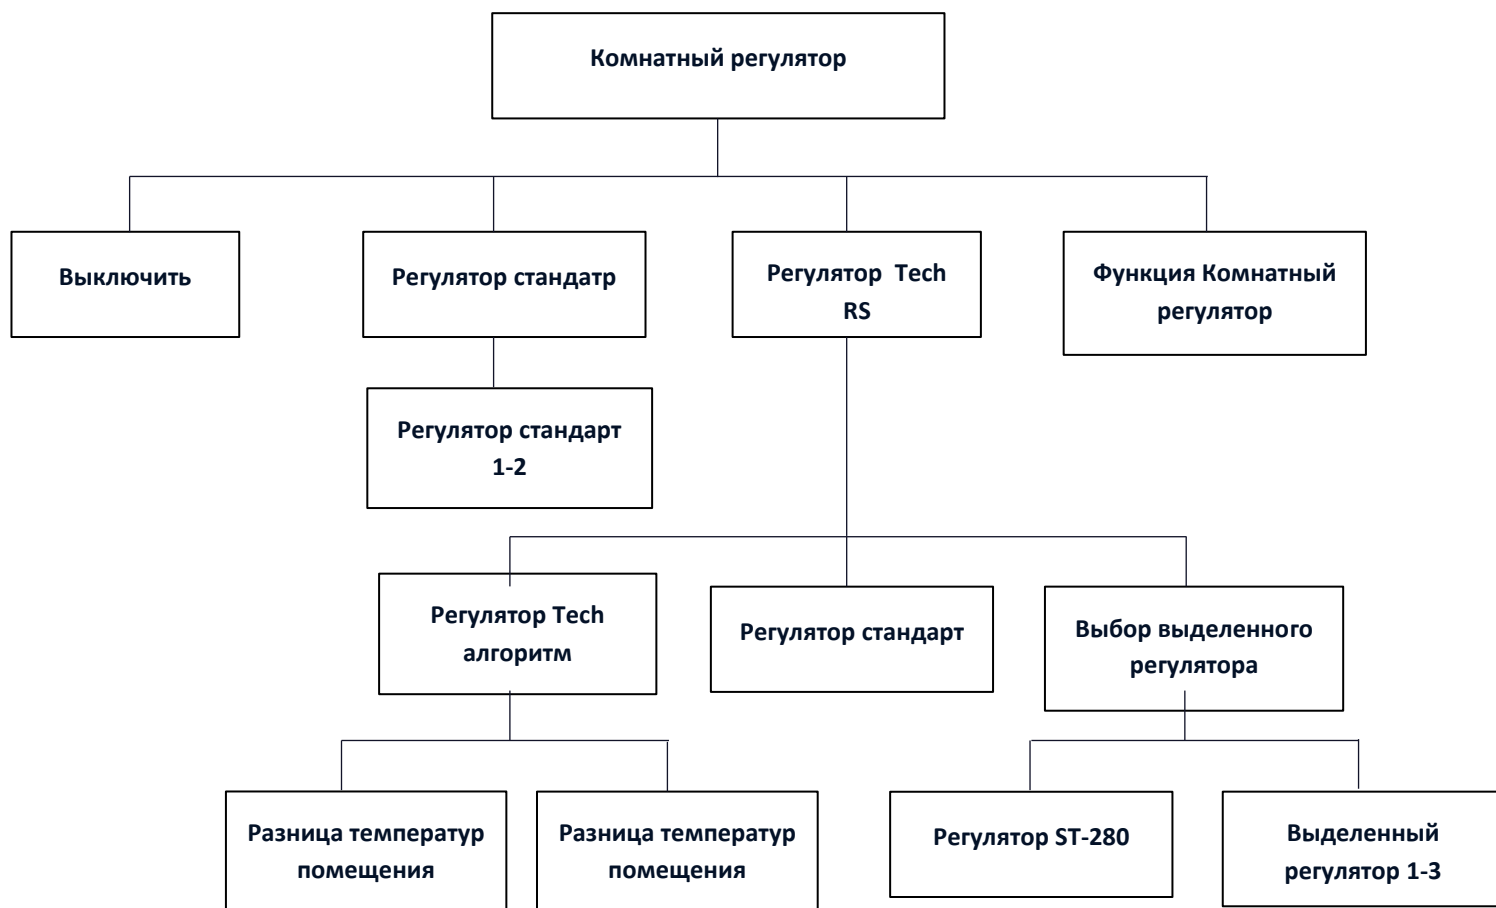 Комнатный регулятор
Выключить
Регулятор стандатр
Регулятор Tech
RS
Функция Комнатный
регулятор
Регулятор стандарт
1-2
Регулятор Tech
алгоритм
Регулятор стандарт
Выбор выделенного
регулятора
Разница температур
помещения
Разница температур
помещения
Регулятор ST-280
Выделенный
регулятор 1-3